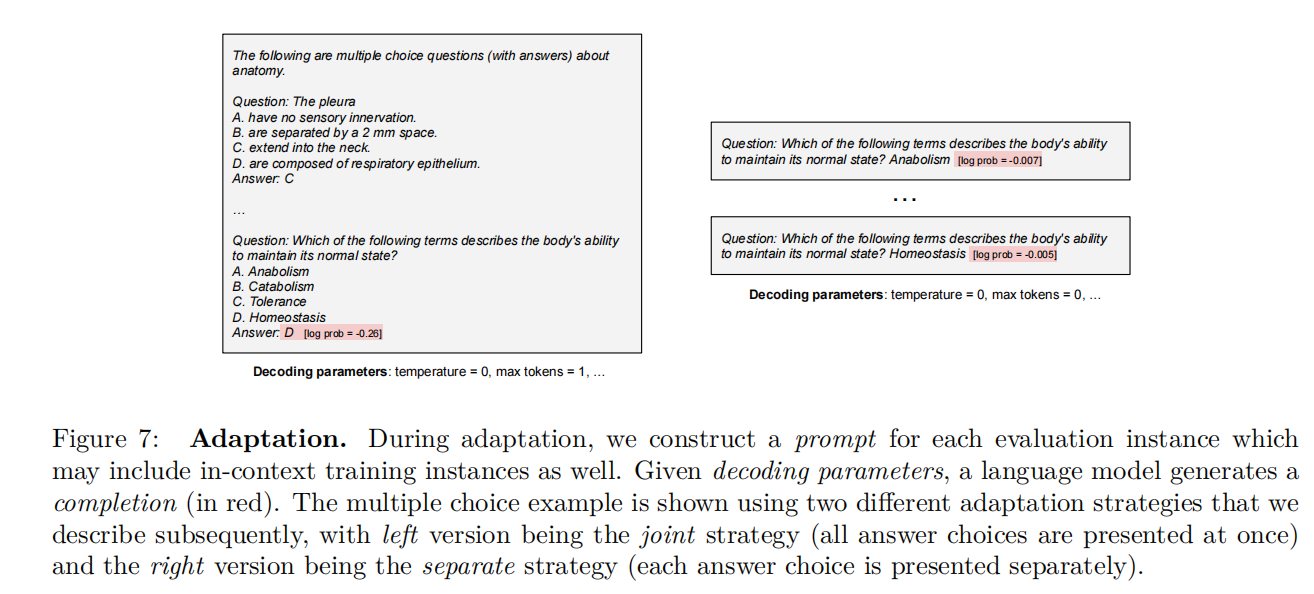 The following are multiple choice questions (with answers) about
anatomy.
Question: The pleura
A. have no sensory innervation.
B. are separated by a 2 mm space.
C. extend into the neck.
D. are composed of respiratory epithelium.
Answer: C
...
Question: Which of the following terms describes the body's ability
to maintain its normal state?
A. Anabolism
B. Catabolism
C. Tolerance
D. Homeostasis
Answer: D [log prob = -0.26]
Decoding parameters: temperature = 0, max tokens = 1, ...
Question: Which of the following terms describes the body's ability
to maintain its normal state? Anabolism [log prob = -0.007]
...
Question: Which of the following terms describes the body's ability
to maintain its normal state? Homeostasis [log prob = -0.005]
Decoding parameters: temperature = 0, max tokens = 0, ...
Figure 7: Adaptation. During adaptation, we construct a prompt for each evaluation instance which
may include in-context training instances as well. Given decoding parameters, a language model generates a
completion (in red). The multiple choice example is shown using two different adaptation strategies that we
describe subsequently, with left version being the joint strategy (all answer choices are presented at once)
and the right version being the separate strategy (each answer choice is presented separately).